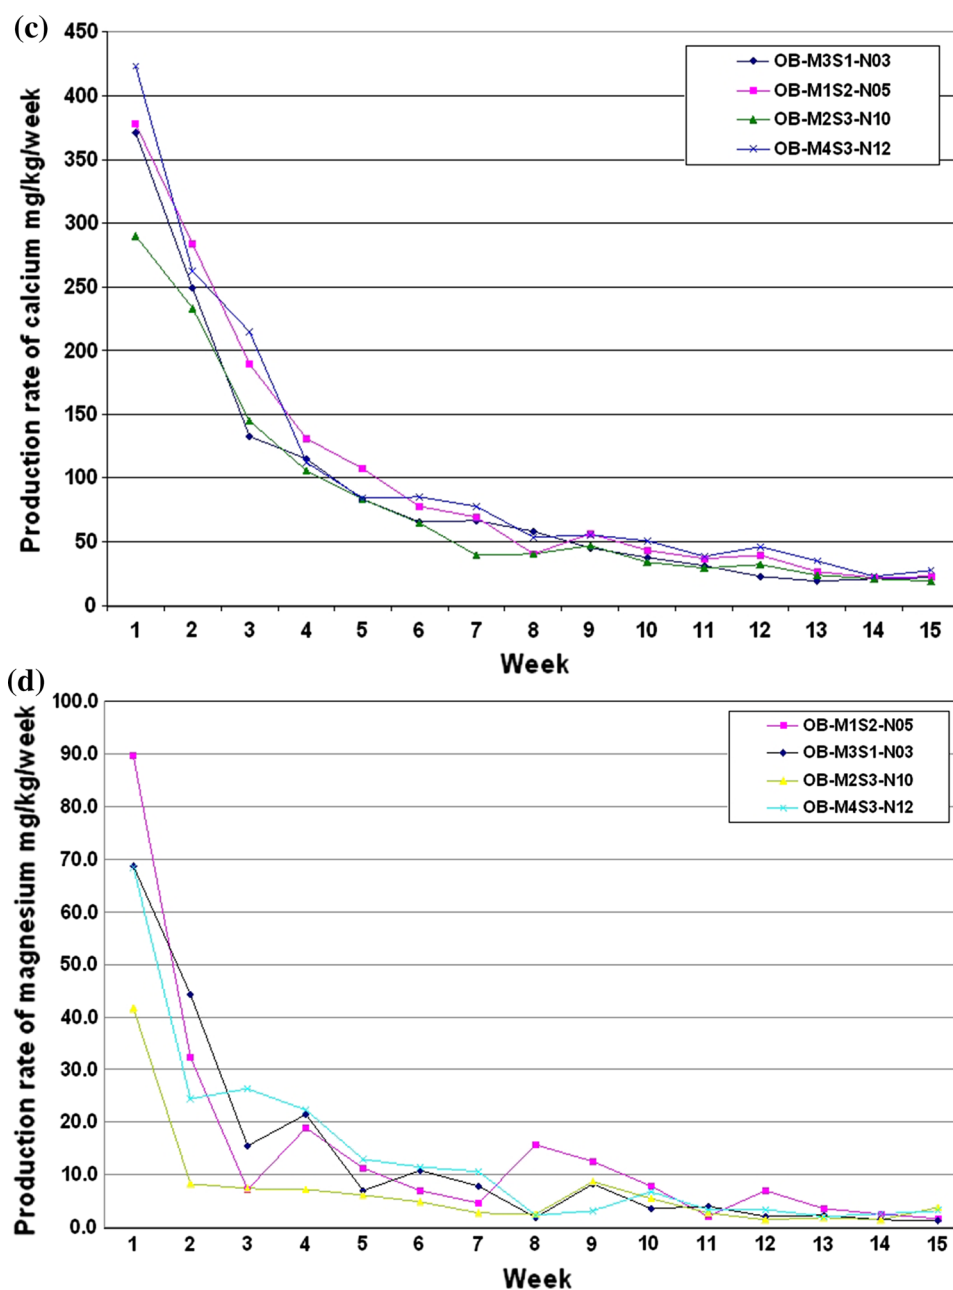 (c)
Production rate of calcium mg/kg/week
450
400
350
300
250
200
150
100
50
0
OB-M3S1-N03
OB-M1S2-N05
OB-M2S3-N10
OB-M4S3-N12
1 2 3 4 5 6 7 8 9 10 11 12 13 14 15
Week
(d)
Production rate of magnesium mg/kg/week
100.0
90.0
80.0
70.0
60.0
50.0
40.0
30.0
20.0
10.0
0.0
OB-M1S2-N05
OB-M3S1-N03
OB-M2S3-N10
OB-M4S3-N12
1 2 3 4 5 6 7 8 9 10 11 12 13 14 15
Week